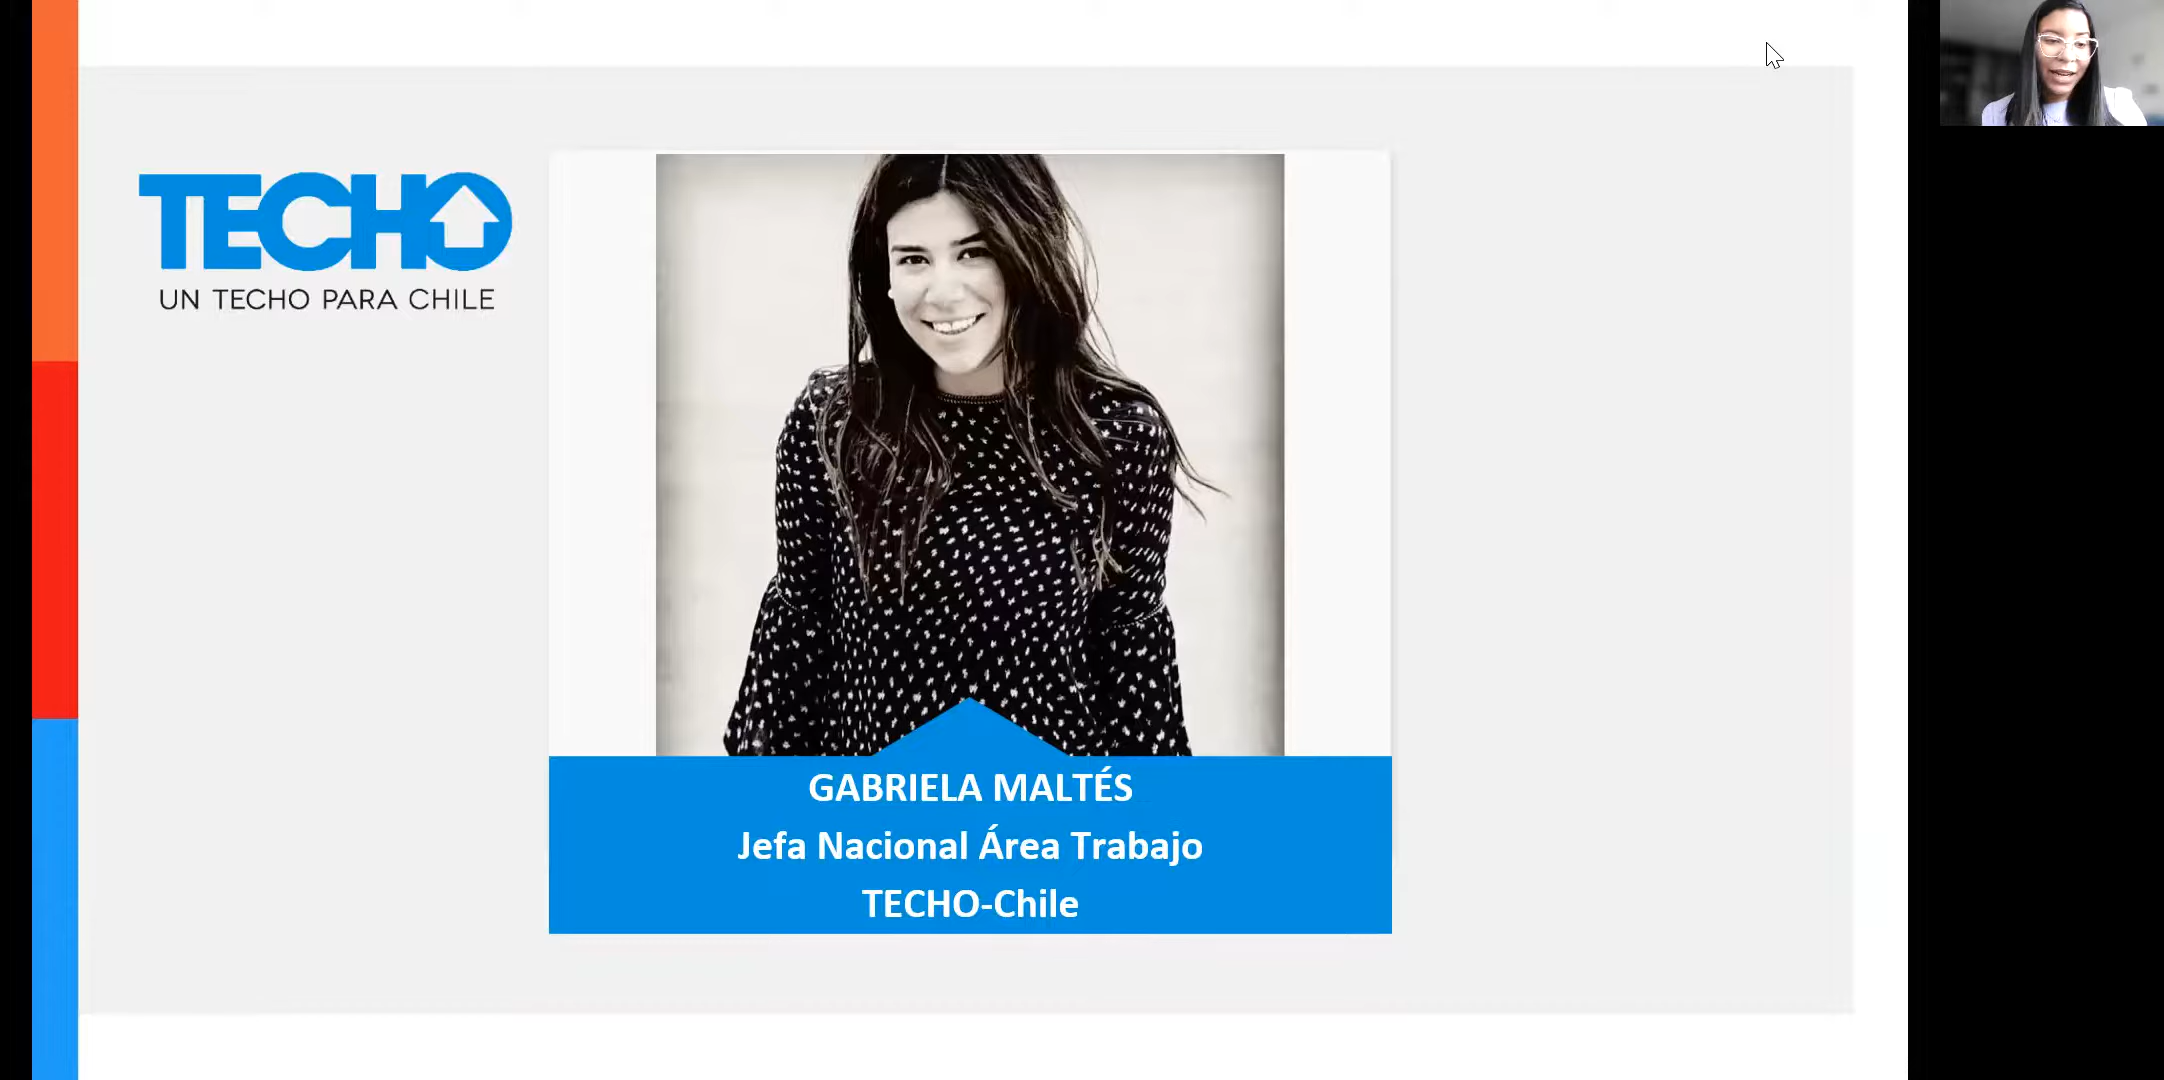 TECHO
UN TECHO PARA CHILE
GABRIELA MALTÉS
Jefa Nacional Área Trabajo
TECHO-Chile